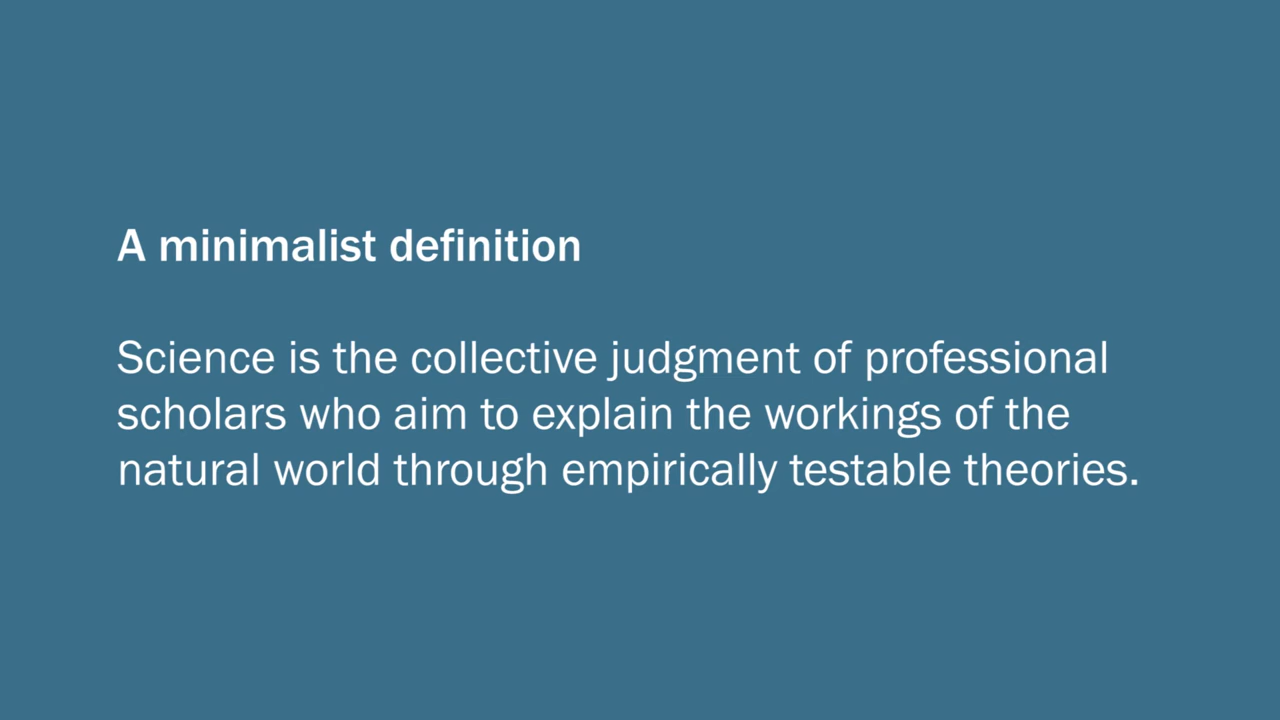 A minimalist definition
Science is the collective judgment of professional
scholars who aim to explain the workings of the
natural world through empirically testable theories.